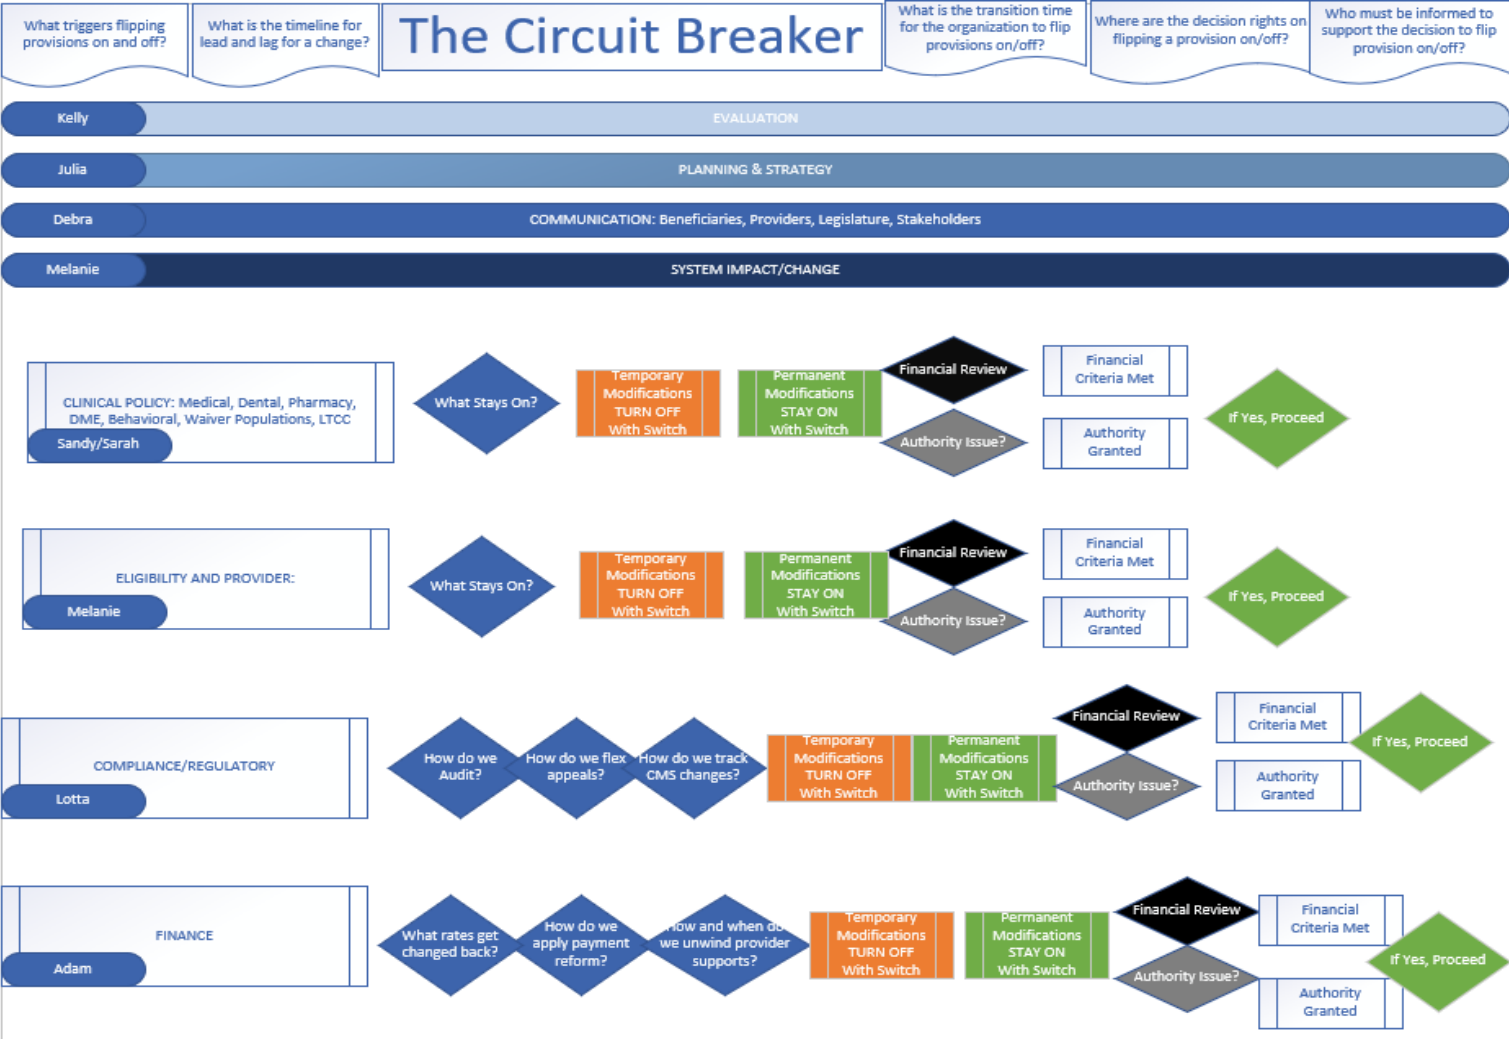 What triggers flipping
provisions on and off?
What is the timeline for
lead and lag for a change?
The Circuit Breaker
What is the transition time
for the organization to flip
provisions on/off?
Where are the decision rights on
flipping a provision on/off?
Who must be informed to
support the decision to flip
provision on/off?
Kelly
EVALUATION
Julia
PLANNING & STRATEGY
Debra
COMMUNICATION: Beneficiaries, Providers, Legislature, Stakeholders
Melanie
SYSTEM IMPACT/CHANGE
CLINICAL POLICY: Medical, Dental, Pharmacy,
DME, Behavioral, Waiver Populations, LTCC
Sandy/Sarah
What Stays On?
Temporary
Modifications
TURN OFF
With Switch
Permanent
Modifications
STAY ON
With Switch
Financial Review
Authority Issue?
Financial
Criteria Met
Authority
Granted
If Yes, Proceed
ELIGIBILITY AND PROVIDER:
Melanie
What Stays On?
Temporary
Modifications
TURN OFF
With Switch
Permanent
Modifications
STAY ON
With Switch
Financial Review
Authority Issue?
Financial
Criteria Met
Authority
Granted
If Yes, Proceed
COMPLIANCE/REGULATORY
Lotta
How do we
Audit?
How do we flex
appeals?
How do we track
CMS changes?
Temporary
Modifications
TURN OFF
With Switch
Permanent
Modifications
STAY ON
With Switch
Financial Review
Authority Issue?
Financial
Criteria Met
Authority
Granted
If Yes, Proceed
FINANCE
Adam
What rates get
changed back?
How do we
apply payment
reform?
How and when do
we unwind provider
supports?
Temporary
Modifications
TURN OFF
With Switch
Permanent
Modifications
STAY ON
With Switch
Financial Review
Authority Issue?
Financial
Criteria Met
Authority
Granted
If Yes, Proceed